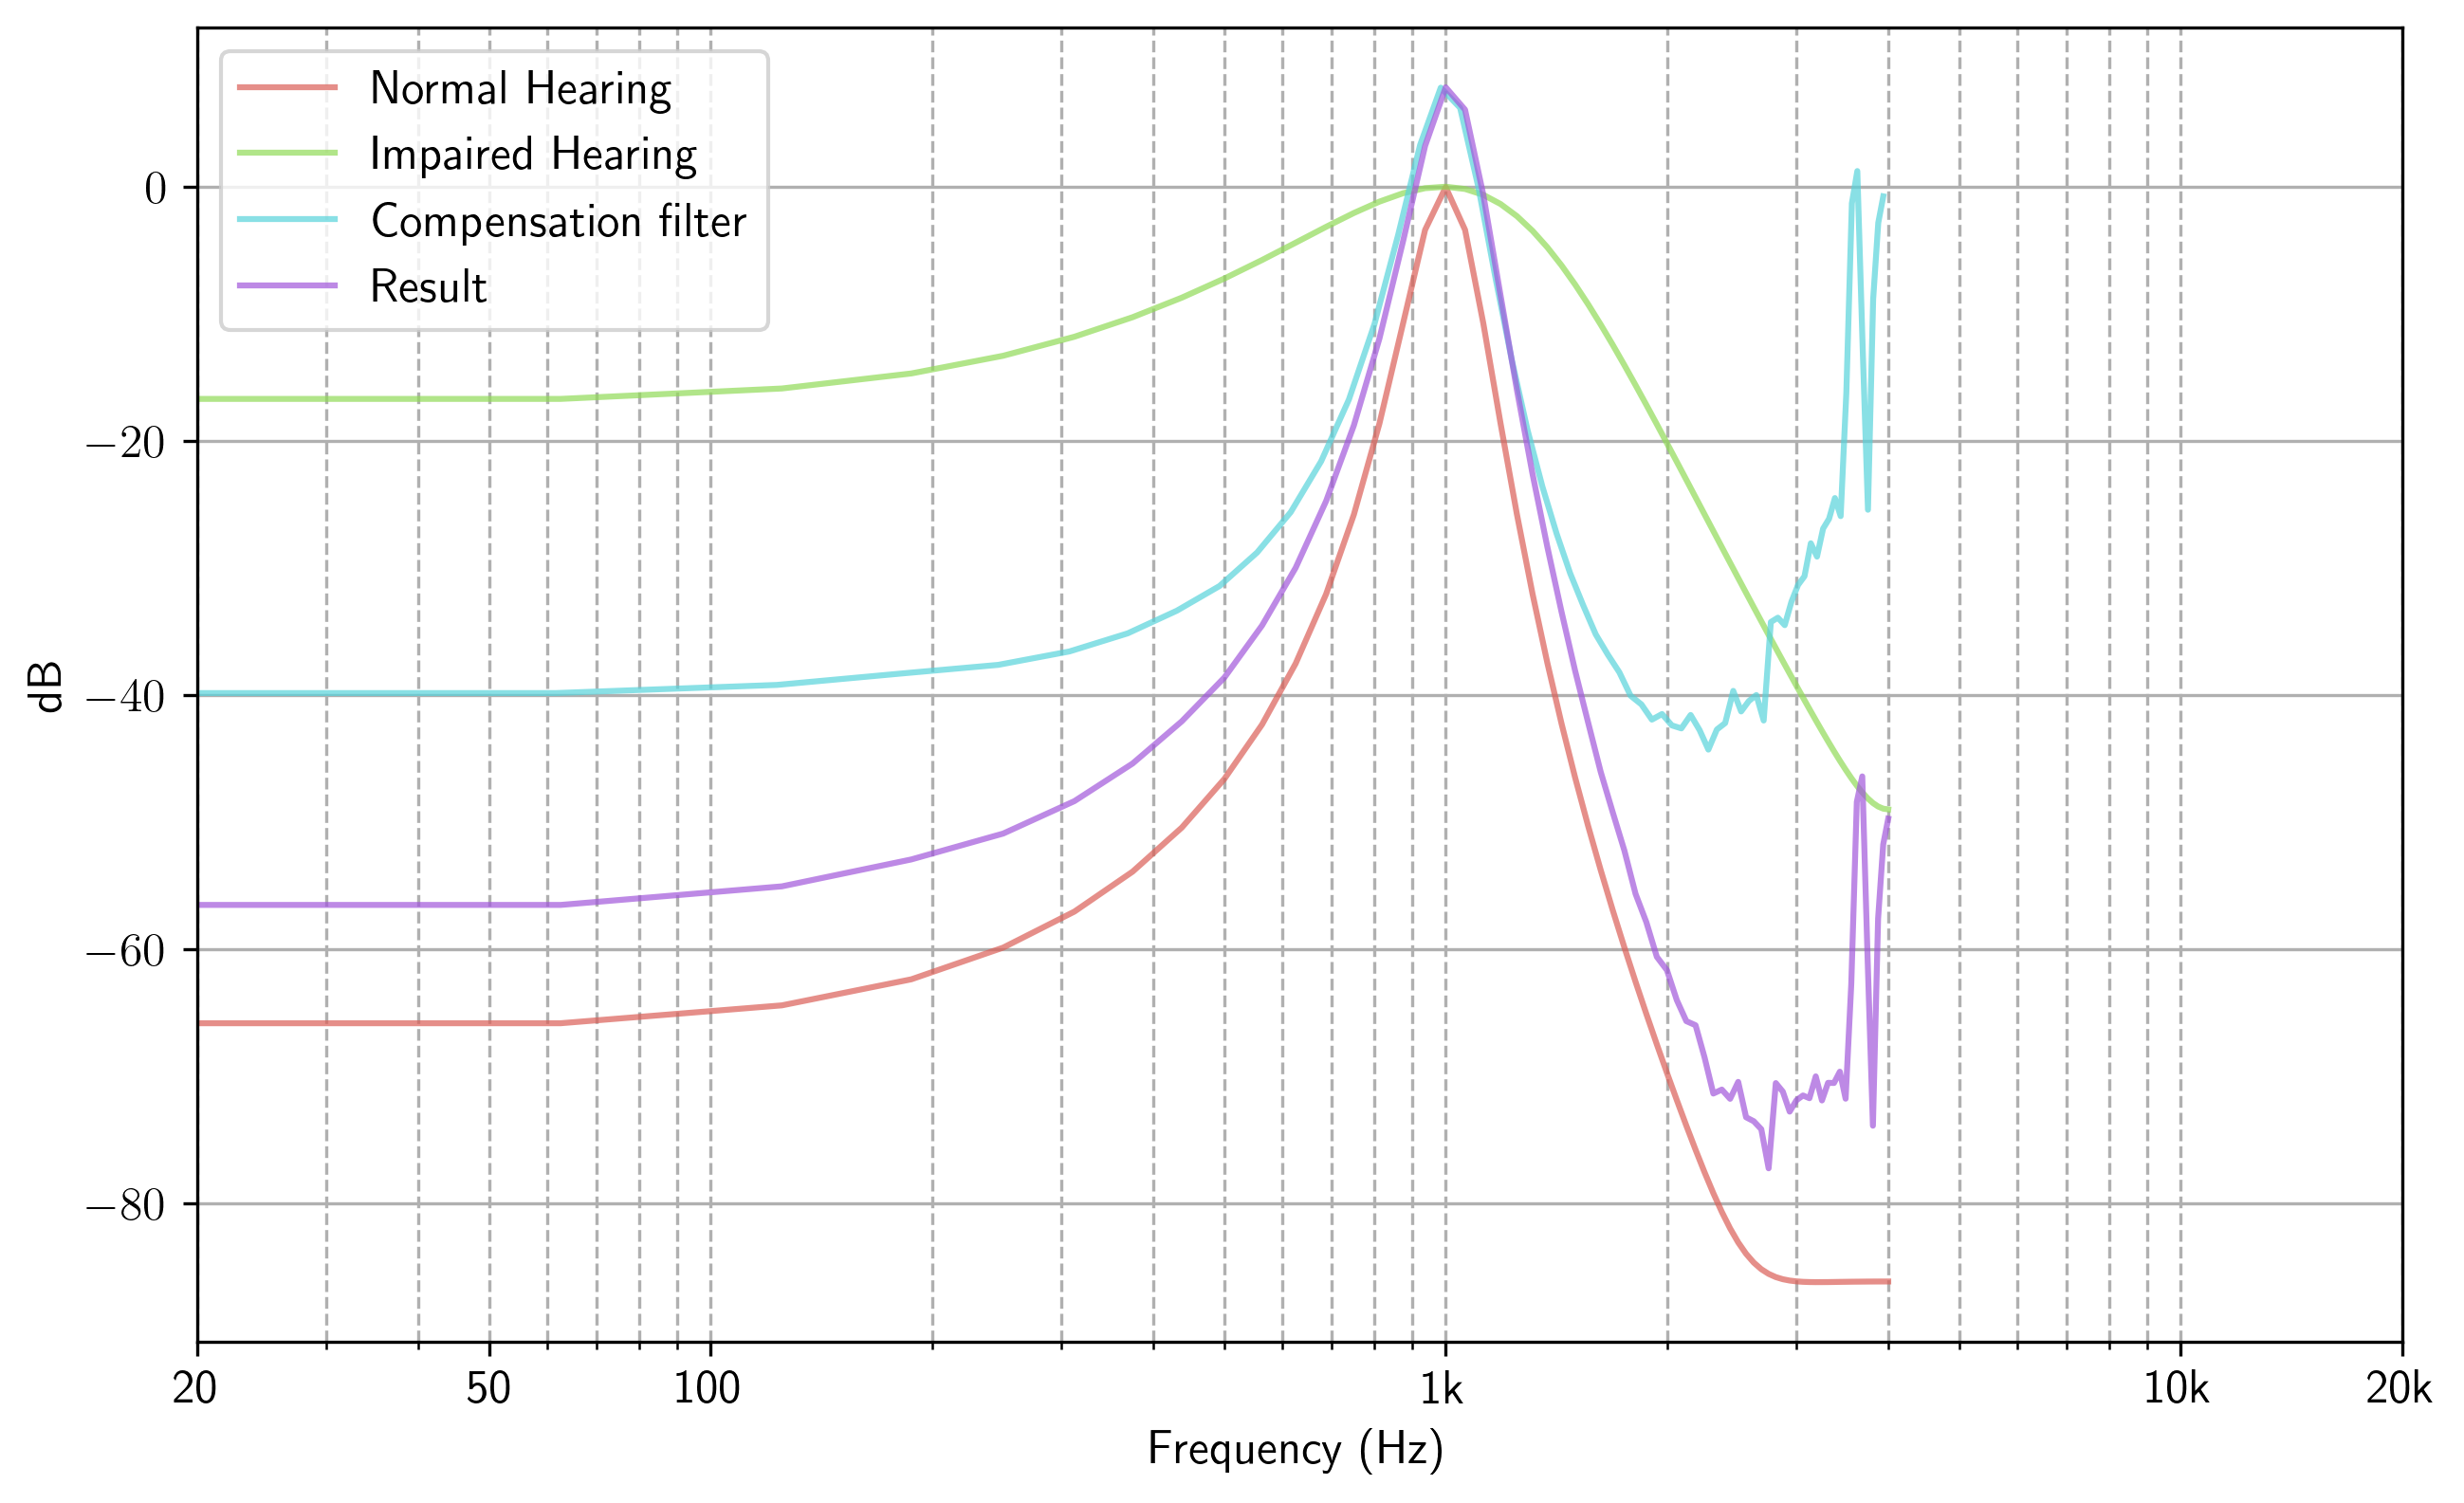 Normal Hearing
Impaired Hearing
Compensation filter
Result
0
−20
−40
−60
−80
dB
20
50
100
1k
10k
20k
Frequency (Hz)